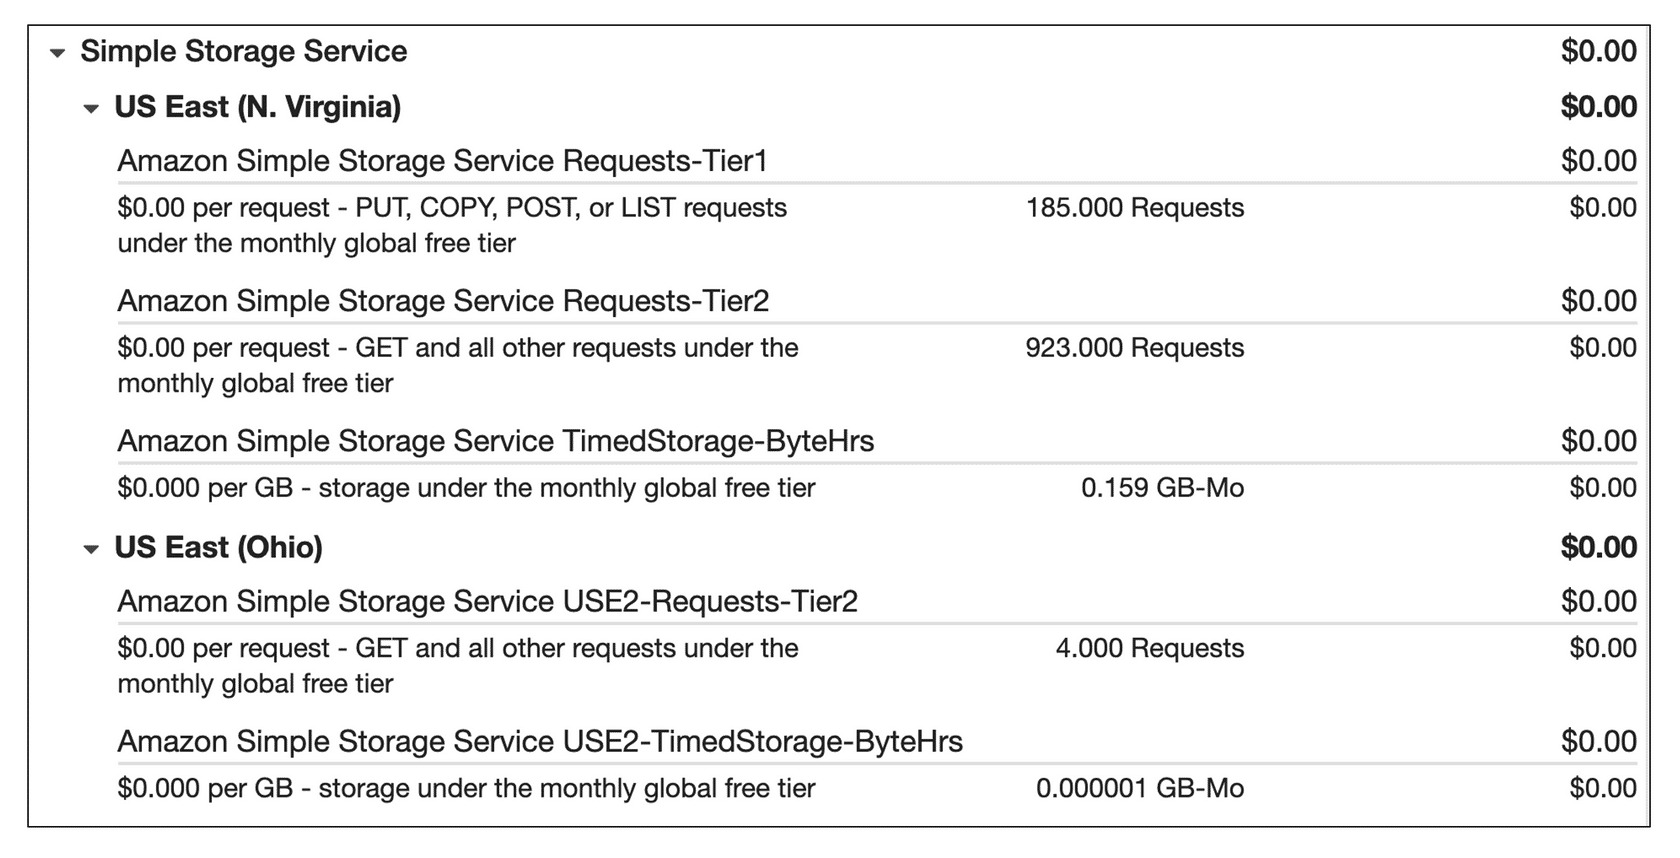 Simple Storage Service $0.00
US East (N. Virginia) $0.00
Amazon Simple Storage Service Requests-Tier1 $0.00
$0.00 per request - PUT, COPY, POST, or LIST requests 185.000 Requests $0.00
under the monthly global free tier
Amazon Simple Storage Service Requests-Tier2 $0.00
$0.00 per request - GET and all other requests under the 923.000 Requests $0.00
monthly global free tier
Amazon Simple Storage Service TimedStorage-ByteHrs $0.00
$0.000 per GB - storage under the monthly global free tier 0.159 GB-Mo $0.00
US East (Ohio) $0.00
Amazon Simple Storage Service USE2-Requests-Tier2 $0.00
$0.00 per request - GET and all other requests under the 4.000 Requests $0.00
monthly global free tier
Amazon Simple Storage Service USE2-TimedStorage-ByteHrs $0.00
$0.000 per GB - storage under the monthly global free tier 0.000001 GB-Mo $0.00